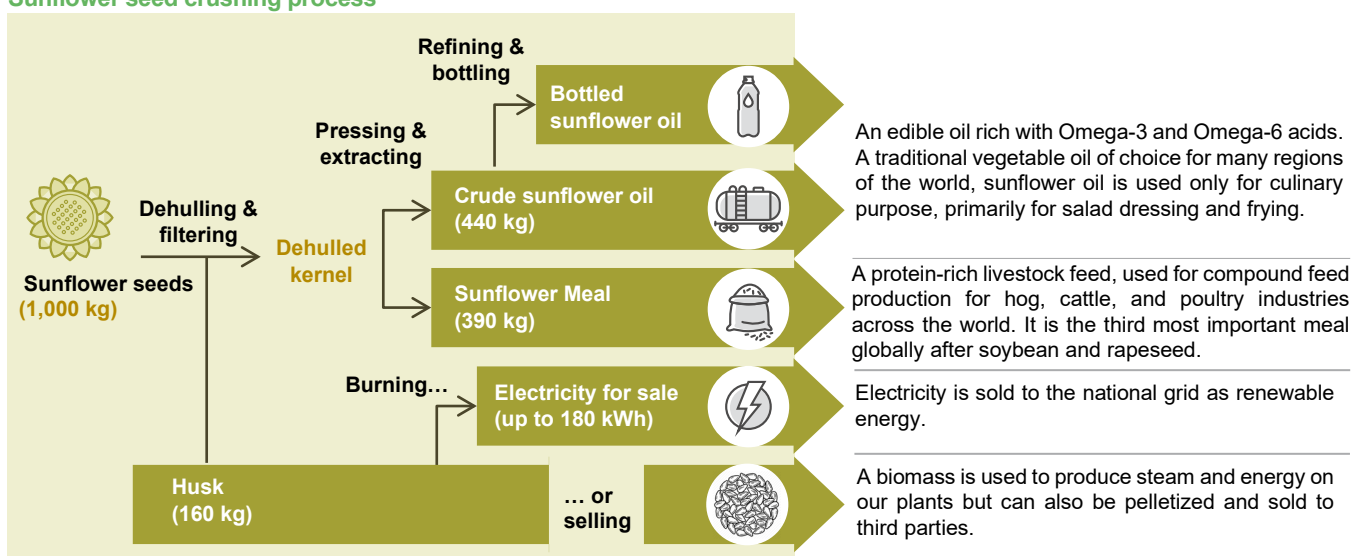 Sunflower seed crushing process
Refining &
bottling
Bottled
sunflower oil
Pressing &
extracting
Crude sunflower oil
(440 kg)
An edible oil rich with Omega-3 and Omega-6 acids.
A traditional vegetable oil of choice for many regions
of the world, sunflower oil is used only for culinary
purpose, primarily for salad dressing and frying.
Dehulling &
filtering
Sunflower seeds
(1,000 kg)
Dehulled
kernel
Sunflower Meal
(390 kg)
A protein-rich livestock feed, used for compound feed
production for hog, cattle, and poultry industries
across the world. It is the third most important meal
globally after soybean and rapeseed.
Burning…
Electricity for sale
(up to 180 kWh)
Electricity is sold to the national grid as renewable
energy.
Husk
(160 kg)
… or
selling
A biomass is used to produce steam and energy on
our plants but can also be pelletized and sold to
third parties.